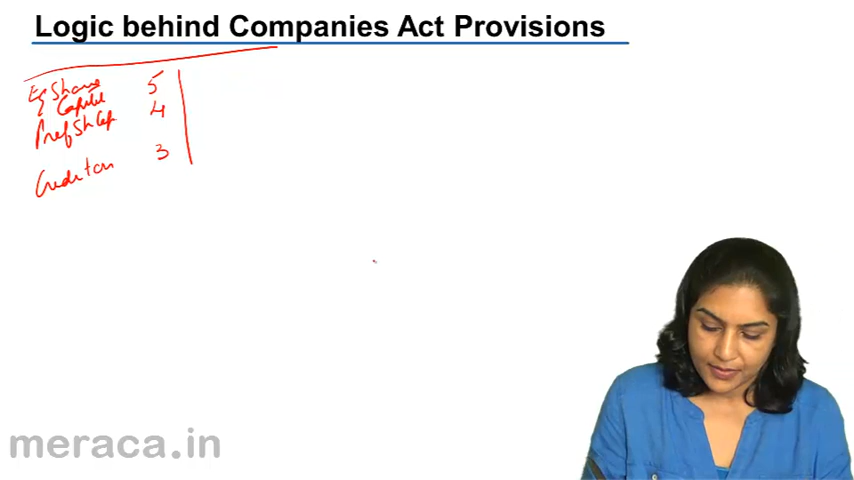 Logic behind Companies Act Provisions
Eq Share 5
Capital
Pref Sh Cap 4
Creditors 3
meraca.in